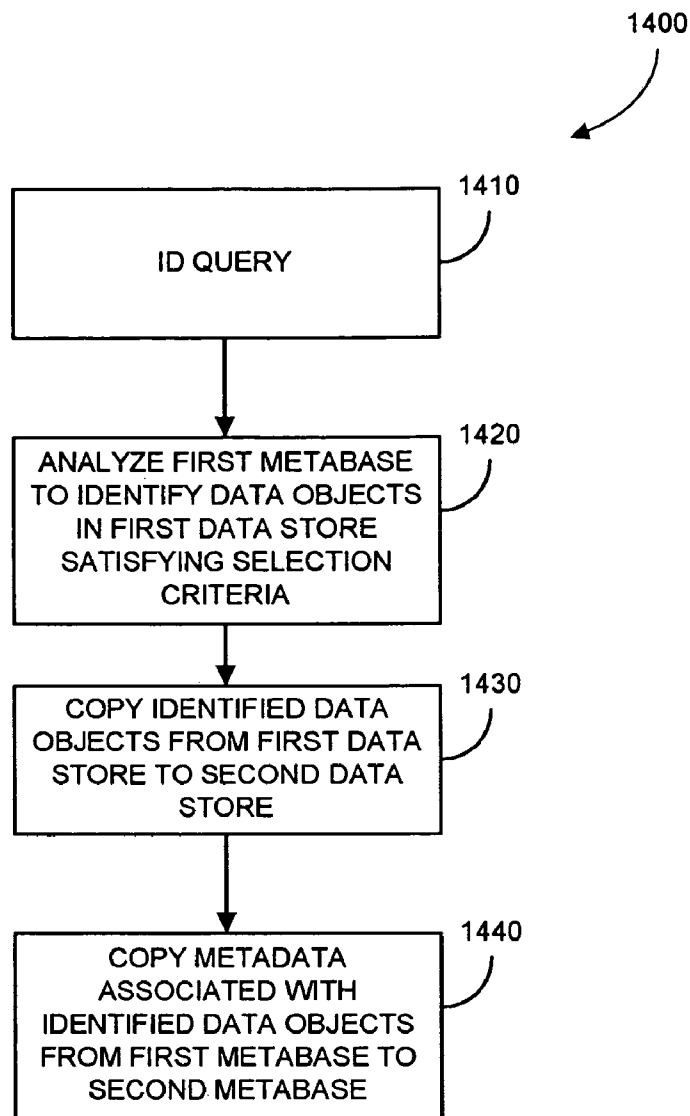 1400
1410
ID QUERY
1420
ANALYZE FIRST METABASE
TO IDENTIFY DATA OBJECTS
IN FIRST DATA STORE
SATISFYING SELECTION
CRITERIA
1430
COPY IDENTIFIED DATA
OBJECTS FROM FIRST DATA
STORE TO SECOND DATA
STORE
1440
COPY METADATA
ASSOCIATED WITH
IDENTIFIED DATA OBJECTS
FROM FIRST METABASE TO
SECOND METABASE